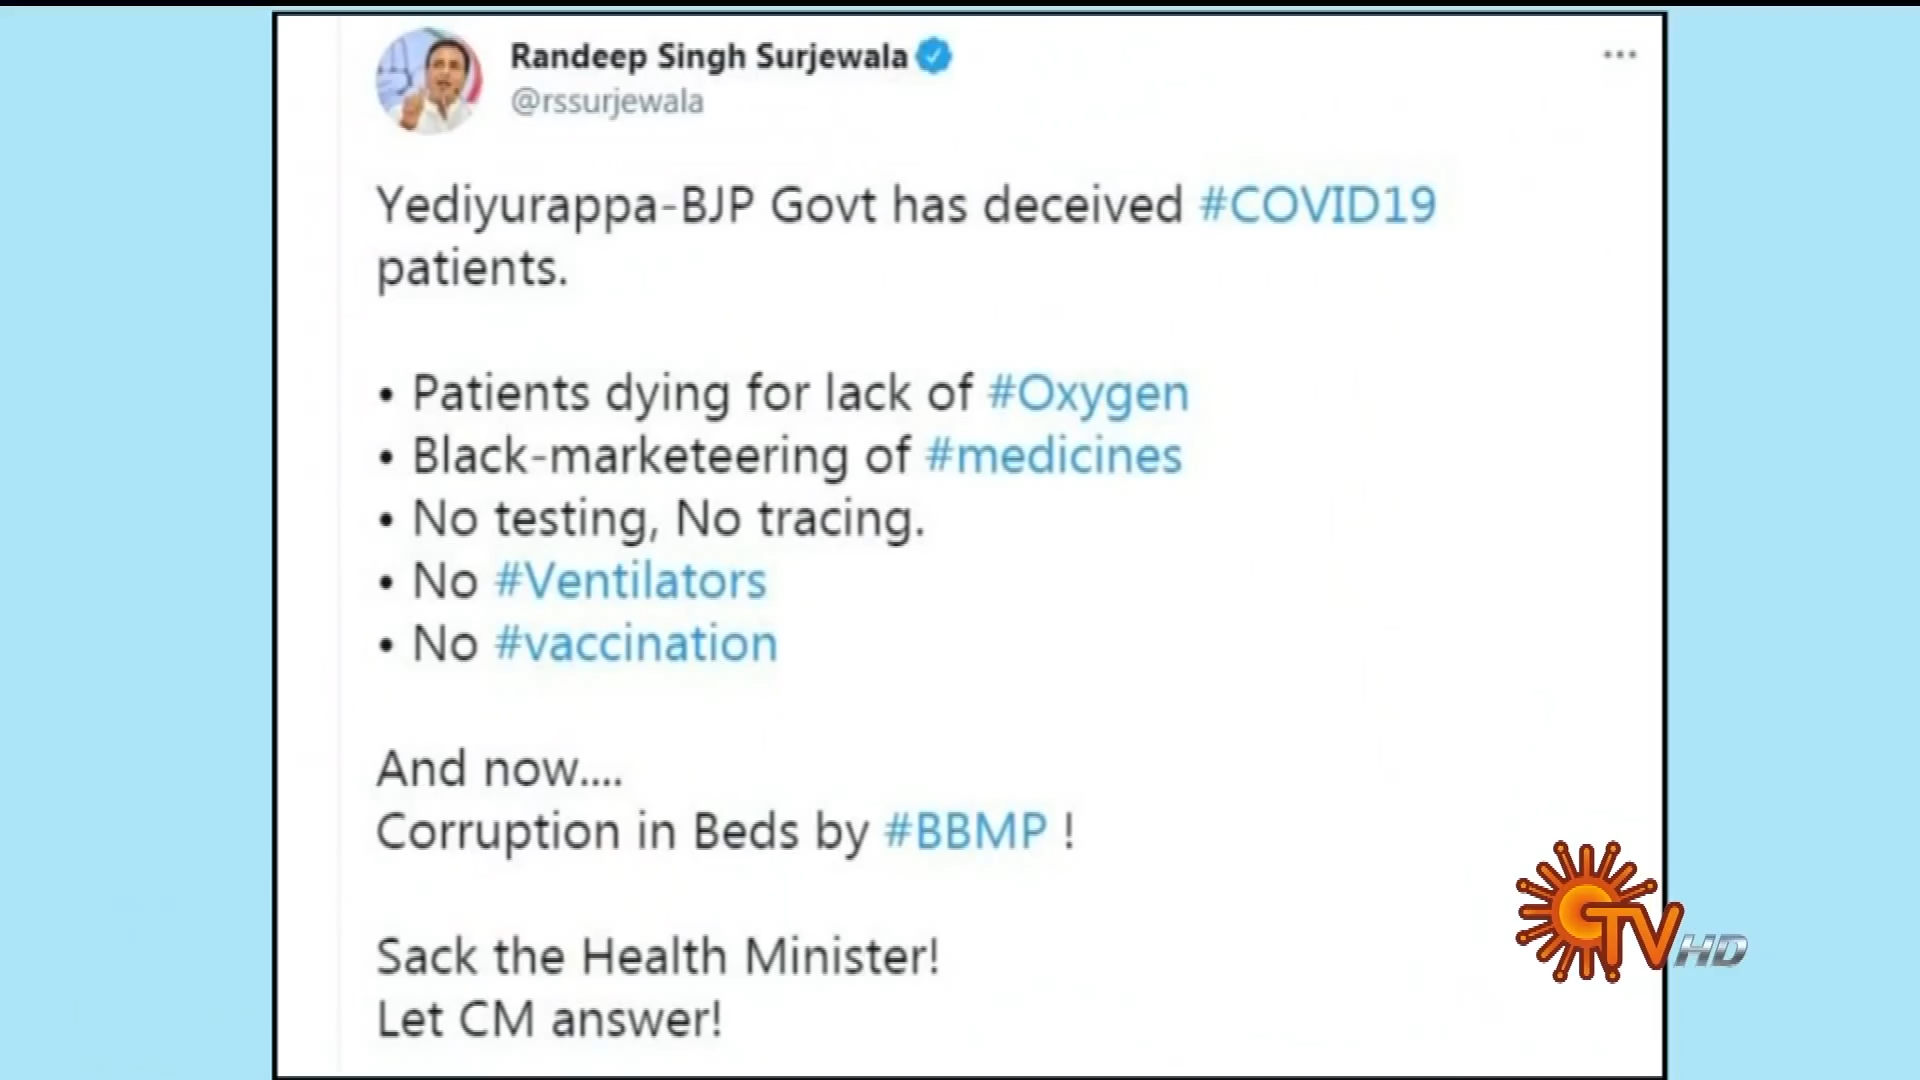 Randeep Singh Surjewala
@rssurjewala
Yediyurappa-BJP Govt has deceived #COVID19
patients.
• Patients dying for lack of #Oxygen
• Black-marketeering of #medicines
• No testing, No tracing.
• No #Ventilators
• No #vaccination
And now....
Corruption in Beds by #BBMP !
Sack the Health Minister!
Let CM answer!
TV HD